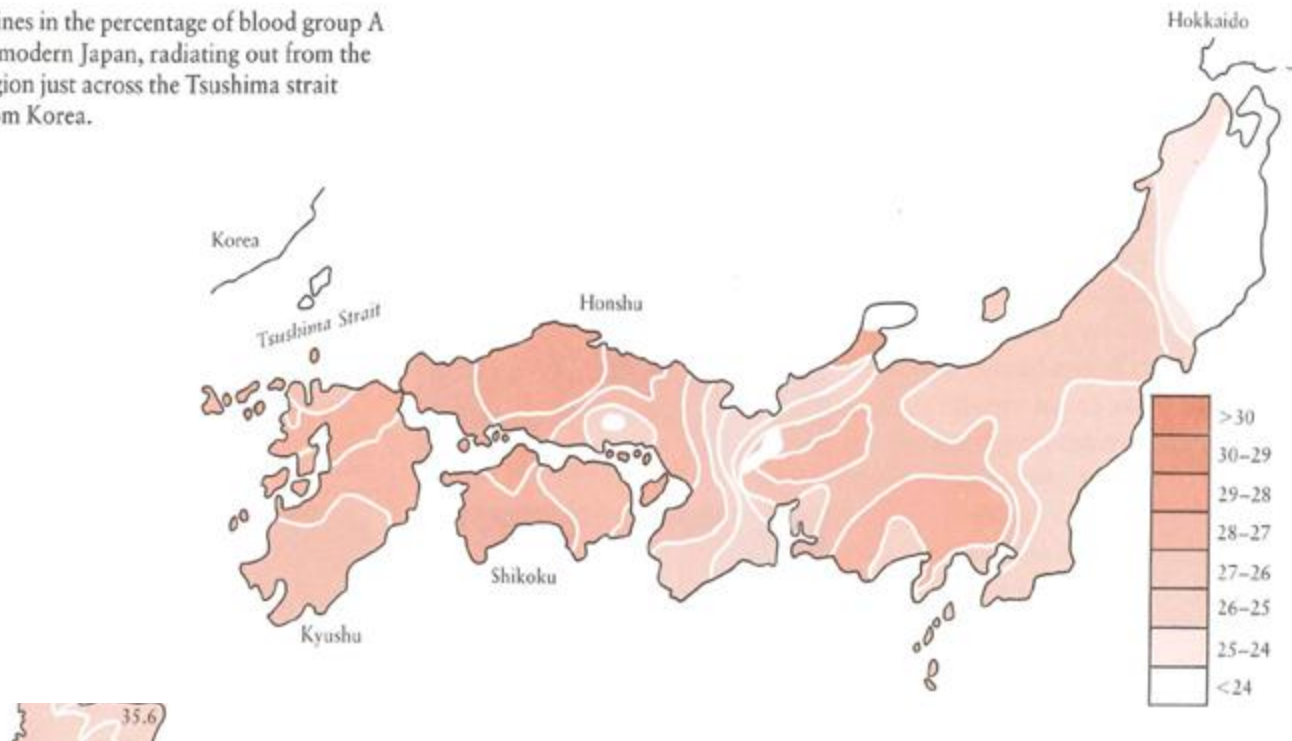 ines in the percentage of blood group A
modern Japan, radiating out from the
gion just across the Tsushima strait
om Korea.
Hokkaido
Korea
Tsushima Strait
Honshu
Shikoku
Kyushu
>30
30–29
29–28
28–27
27–26
26–25
25–24
<24
35.6